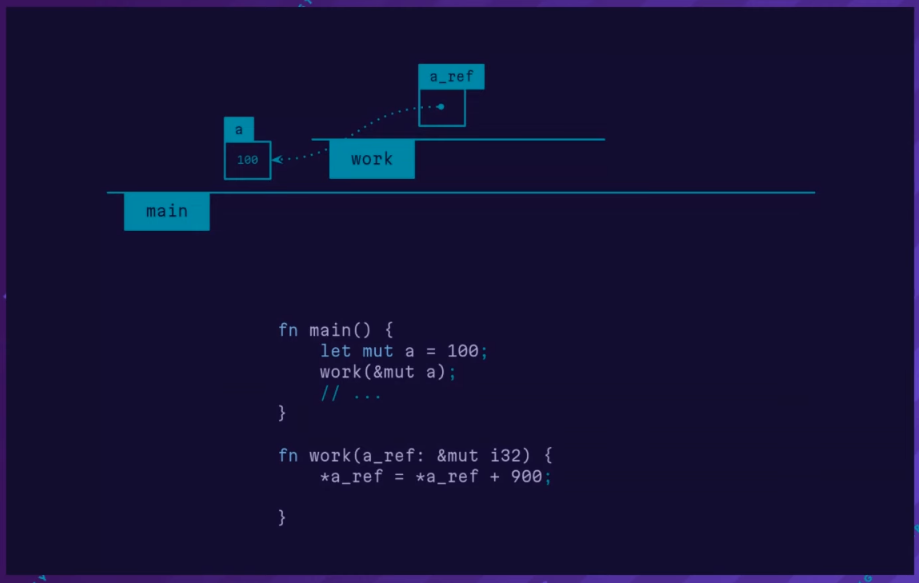 a_ref
a
100
work
main
fn main() {
    let mut a = 100;
    work(&mut a);
    // ...
}
fn work(a_ref: &mut i32) {
    *a_ref = *a_ref + 900;
}